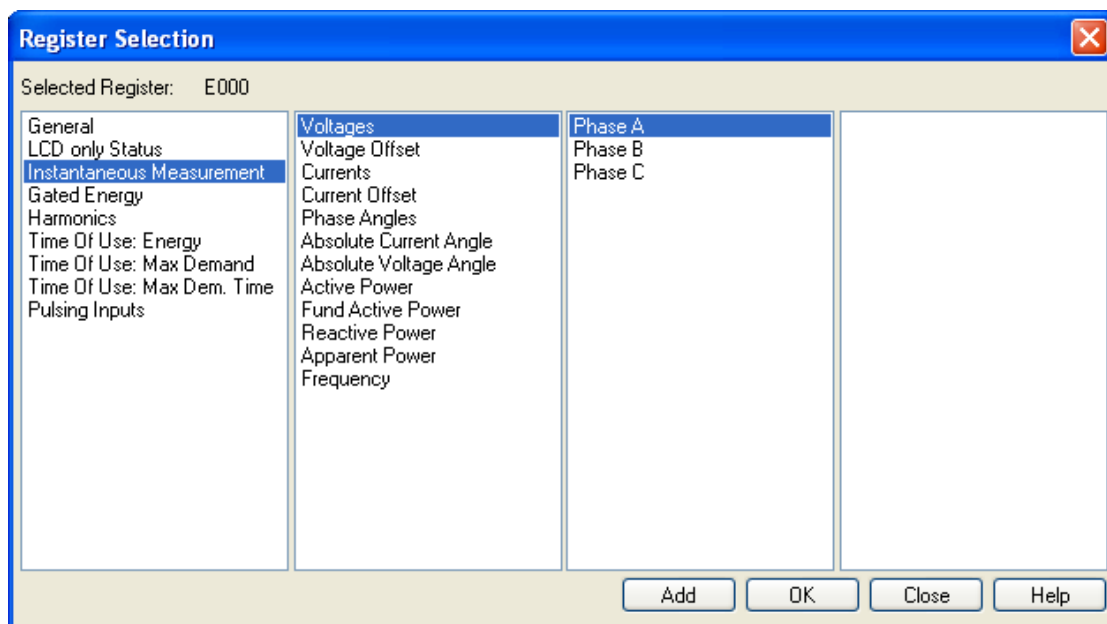 Register Selection
Selected Register: E000
General
LCD only Status
Instantaneous Measurement
Gated Energy
Harmonics
Time Of Use: Energy
Time Of Use: Max Demand
Time Of Use: Max Dem. Time
Pulsing Inputs
Voltages
Voltage Offset
Currents
Current Offset
Phase Angles
Absolute Current Angle
Absolute Voltage Angle
Active Power
Fund Active Power
Reactive Power
Apparent Power
Frequency
Phase A
Phase B
Phase C
Add OK Close Help